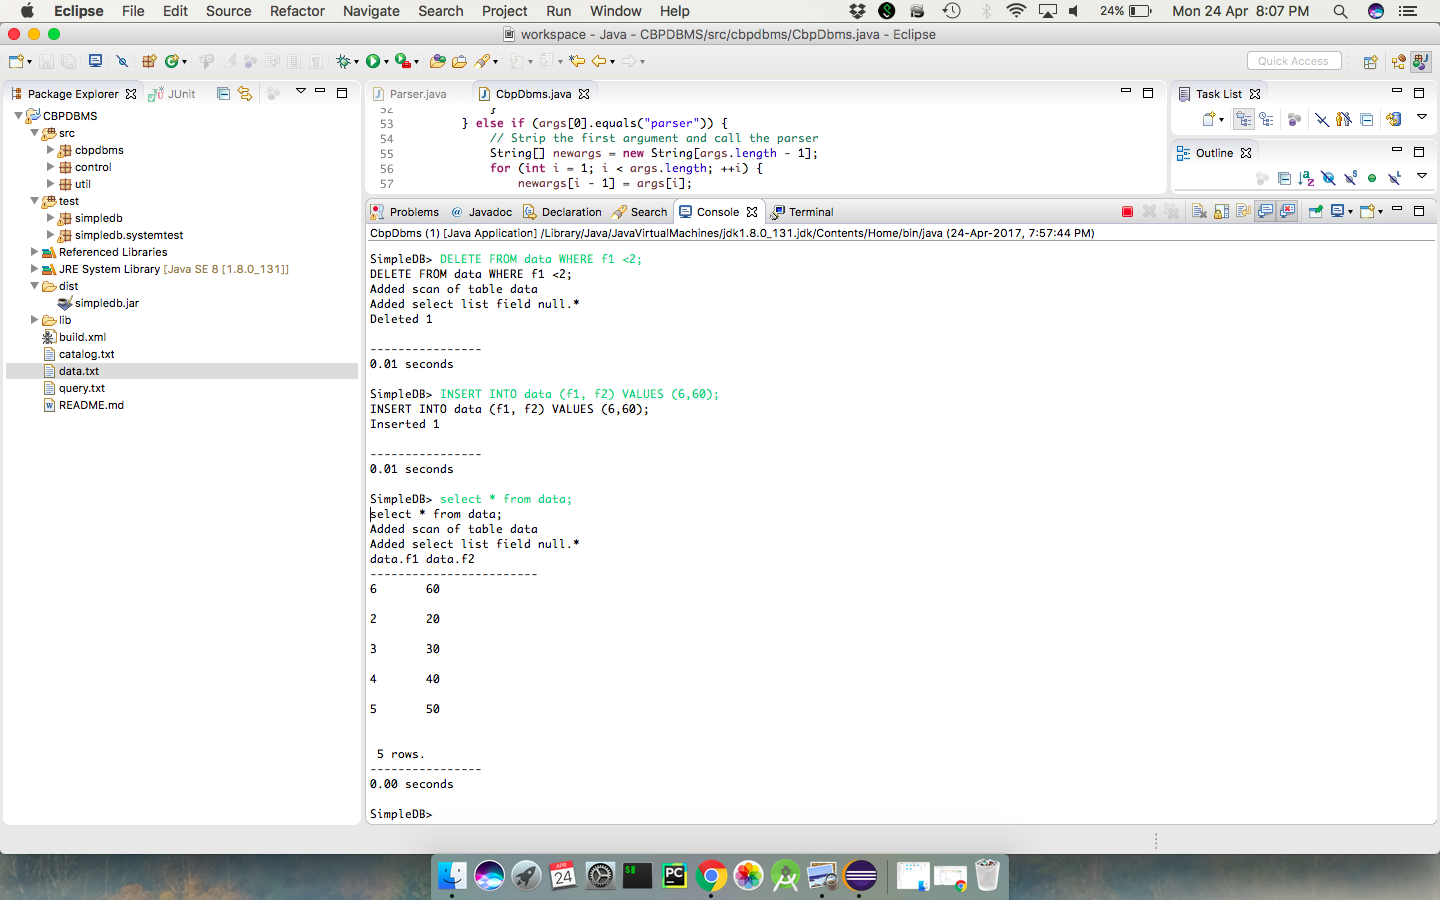 Eclipse File Edit Source Refactor Navigate Search Project Run Window Help 24% Mon 24 Apr 8:07 PM
workspace - Java - CBPDBMS/src/cbpdbms/CbpDbms.java - Eclipse
Quick Access
Package Explorer JUnit
CBPDBMS
src
cbpdbms
control
util
test
simpledb
simpledb.systemtest
Referenced Libraries
JRE System Library [Java SE 8 [1.8.0_131]]
dist
simpledb.jar
lib
build.xml
catalog.txt
data.txt
query.txt
README.md
Parser.java CbpDbms.java
52 }
53 } else if (args[0].equals("parser")) {
54 // Strip the first argument and call the parser
55 String[] newargs = new String[args.length - 1];
56 for (int i = 1; i < args.length; ++i) {
57 newargs[i - 1] = args[i];
Task List
Outline
Problems @ Javadoc Declaration Search Console Terminal
CbpDbms (1) [Java Application] /Library/Java/JavaVirtualMachines/jdk1.8.0_131.jdk/Contents/Home/bin/java (24-Apr-2017, 7:57:44 PM)
SimpleDB> DELETE FROM data WHERE f1 <2;
DELETE FROM data WHERE f1 <2;
Added scan of table data
Added select list field null.*
Deleted 1
----------------
0.01 seconds
SimpleDB> INSERT INTO data (f1, f2) VALUES (6,60);
INSERT INTO data (f1, f2) VALUES (6,60);
Inserted 1
----------------
0.01 seconds
SimpleDB> select * from data;
select * from data;
Added scan of table data
Added select list field null.*
data.f1 data.f2
------------------------
6 60
2 20
3 30
4 40
5 50
5 rows.
----------------
0.00 seconds
SimpleDB>
APR
24
$
PC